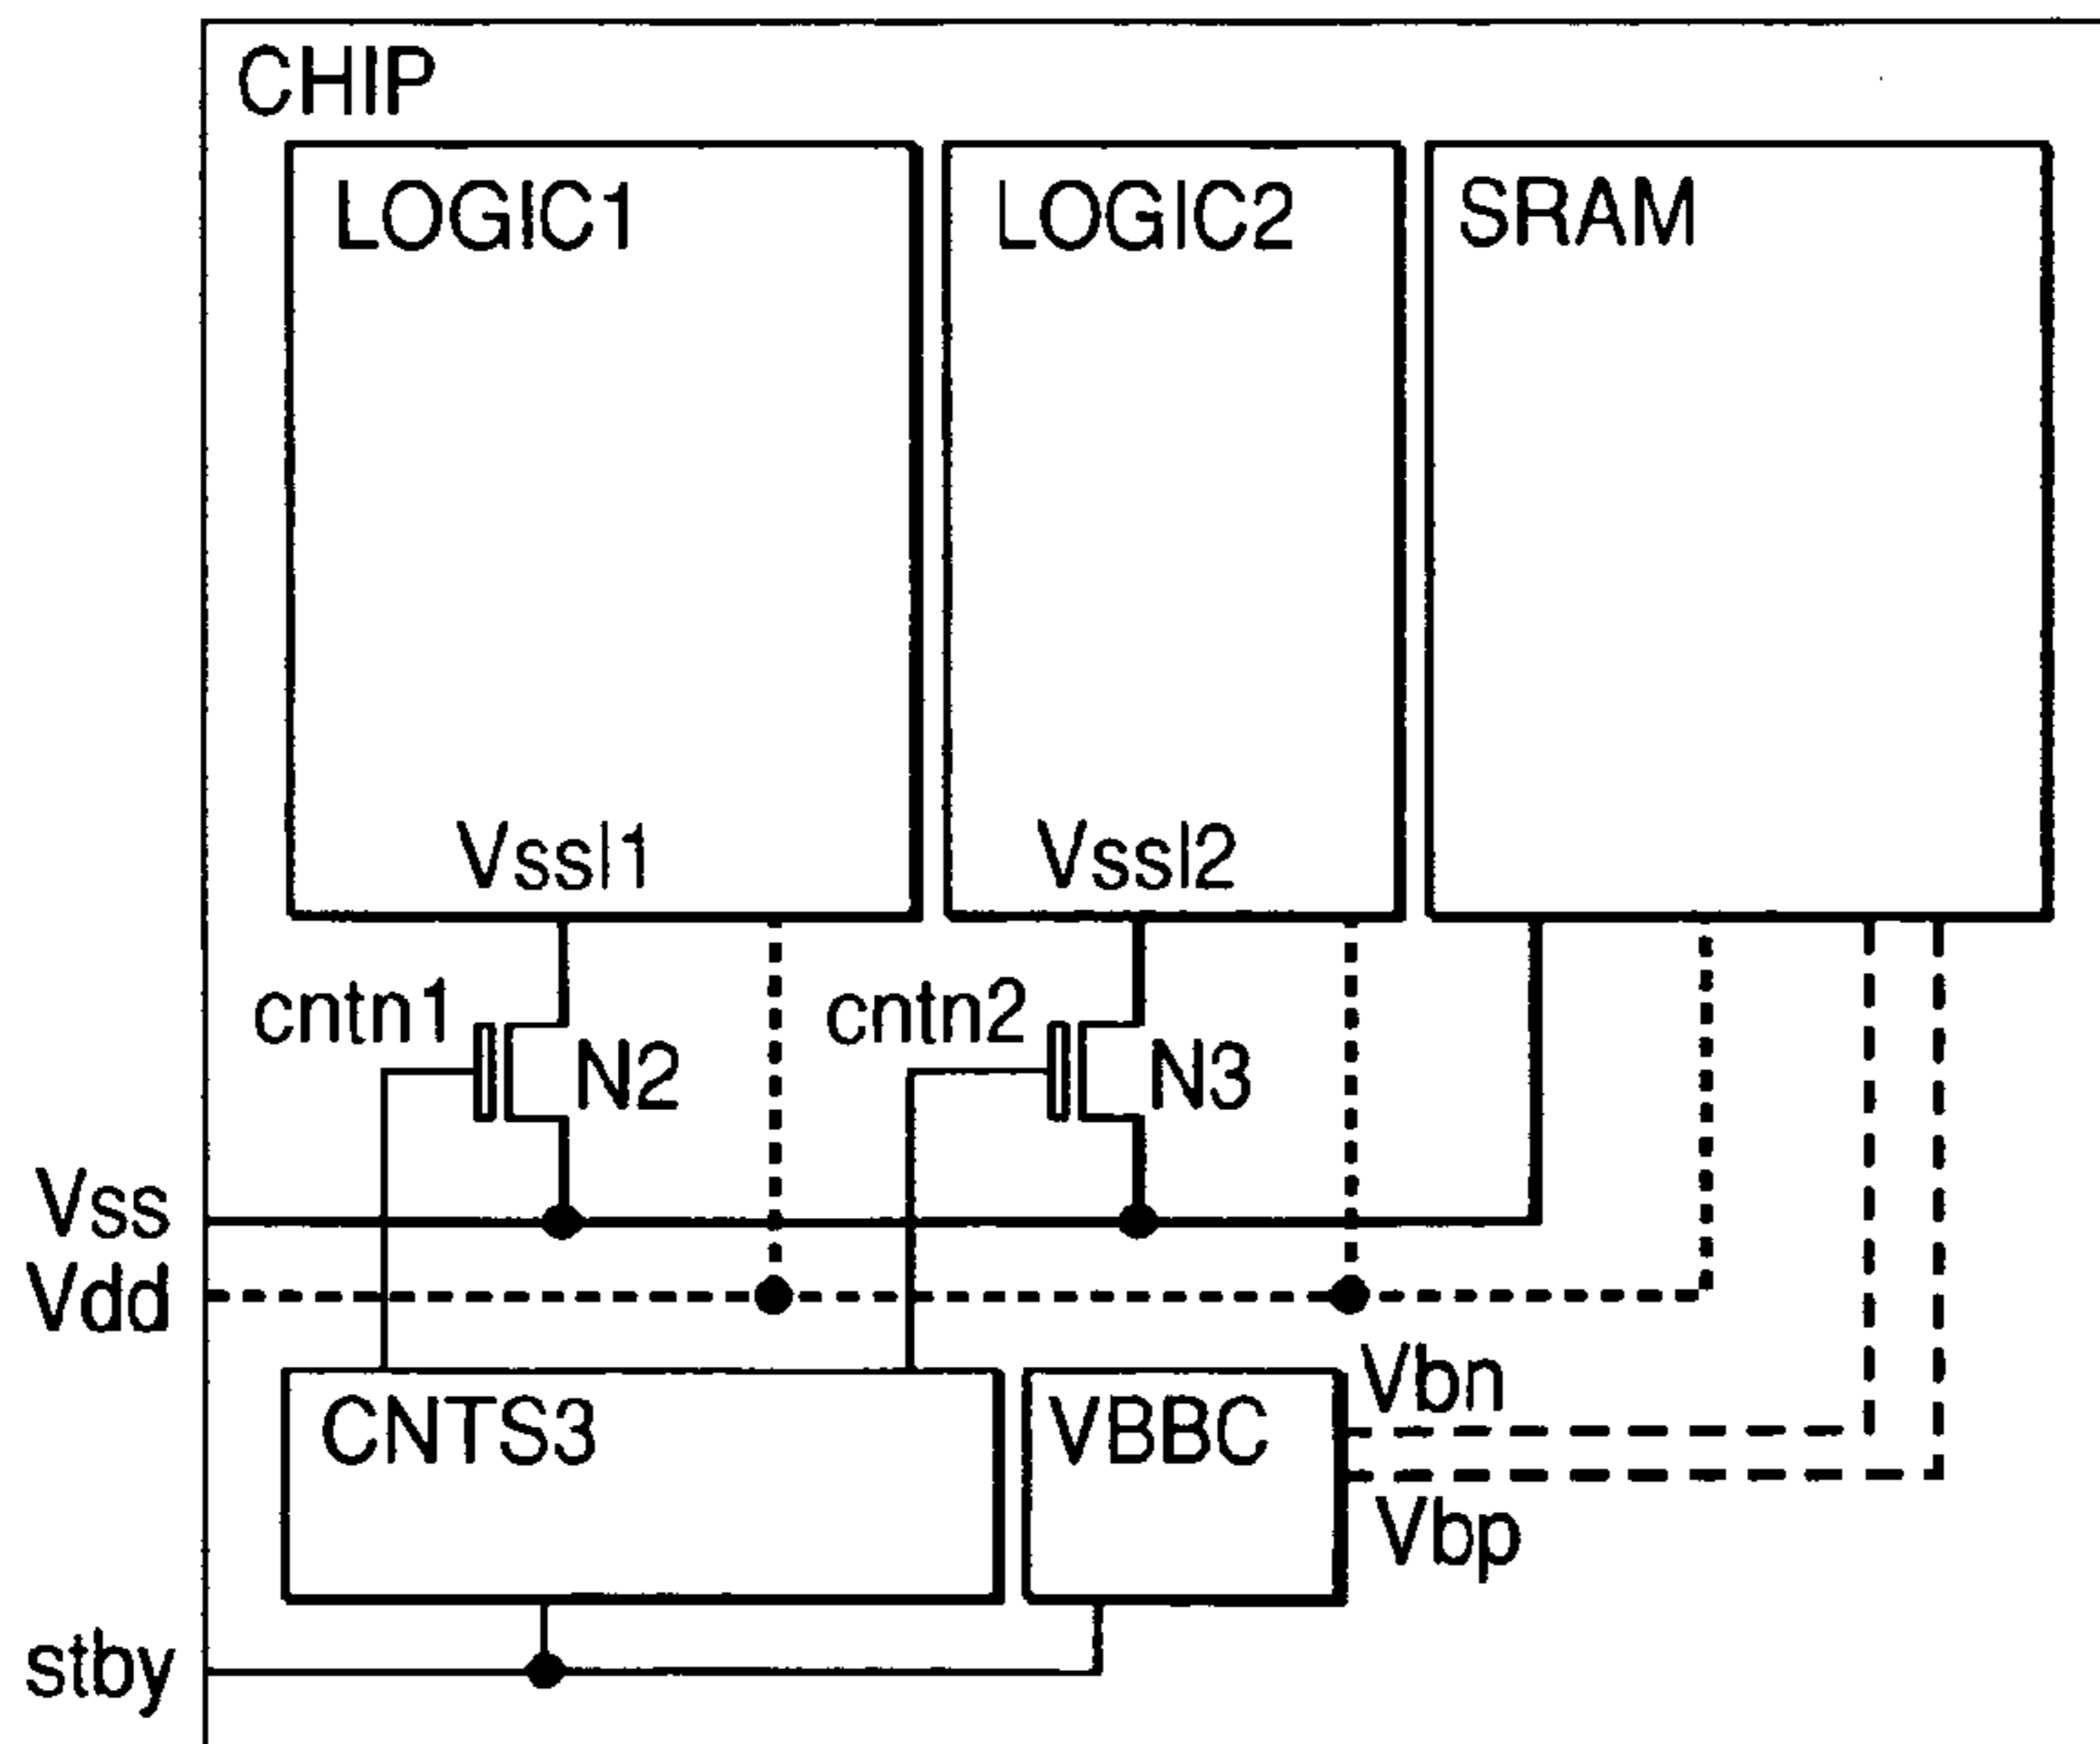 CHIP
LOGIC1
LOGIC2
SRAM
Vssl1
Vssl2
cntn1
N2
cntn2
N3
Vss
Vdd
CNTS3
VBBC
Vbn
Vbp
stby